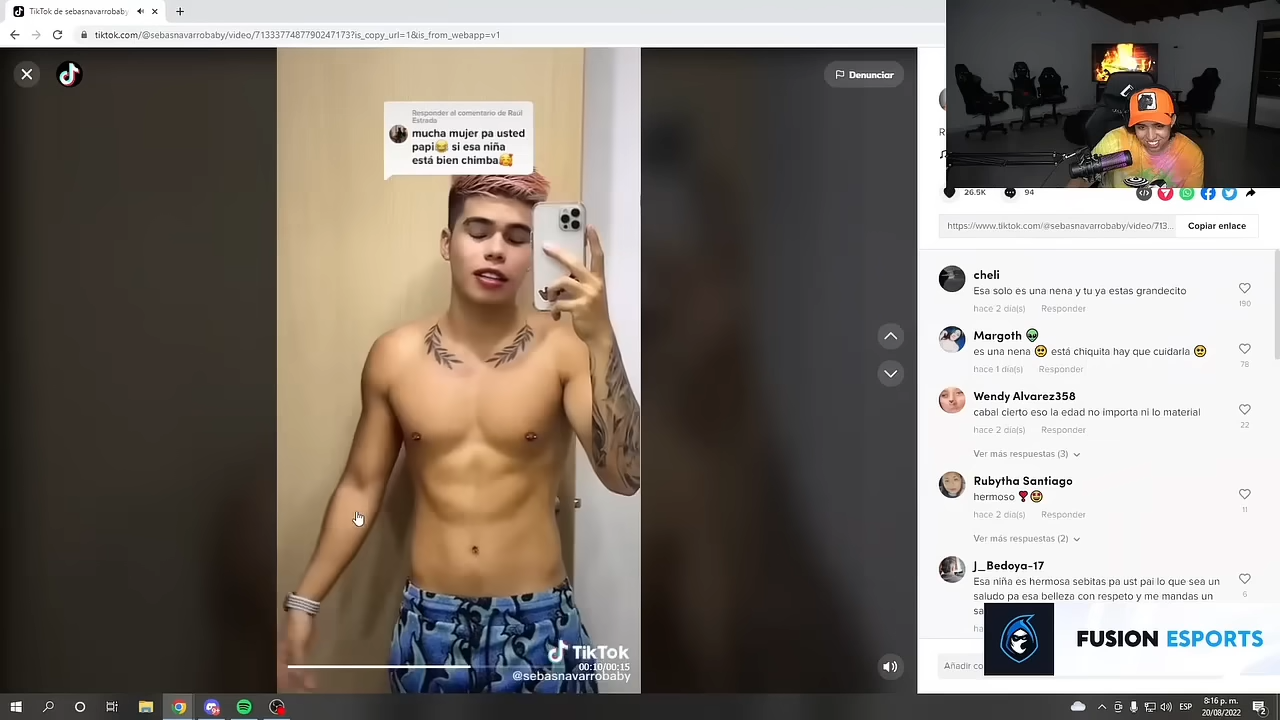 TikTok de sebasnavarrobaby
tiktok.com/@sebasnavarrobaby/video/7133377487790247173?is_copy_url=1&is_from_webapp=v1
Denunciar
Responder al comentario de Raúl
Estrada
mucha mujer pa usted
papi😂 si esa niña
está bien chimba🥰
TikTok
00:10/00:15
@sebasnavarrobaby
26.5K
94
https://www.tiktok.com/@sebasnavarrobaby/video/713...
Copiar enlace
cheli
Esa solo es una nena y tu ya estas grandecito
190
hace 2 día(s)
Responder
Margoth 👽
es una nena 🥺 está chiquita hay que cuidarla 🥺
78
hace 1 día(s)
Responder
Wendy Alvarez358
cabal cierto eso la edad no importa ni lo material
22
hace 2 día(s)
Responder
Ver más respuestas (3)
Rubytha Santiago
hermoso ❣️🤩
11
hace 2 día(s)
Responder
Ver más respuestas (2)
J_Bedoya-17
Esa niña es hermosa sebitas pa ust pai lo que sea un
6
saludo pa esa belleza con respeto y me mandas un
sa
ha
FUSION ESPORTS
Añadir co
ESP
8:16 p. m.
20/08/2022
2